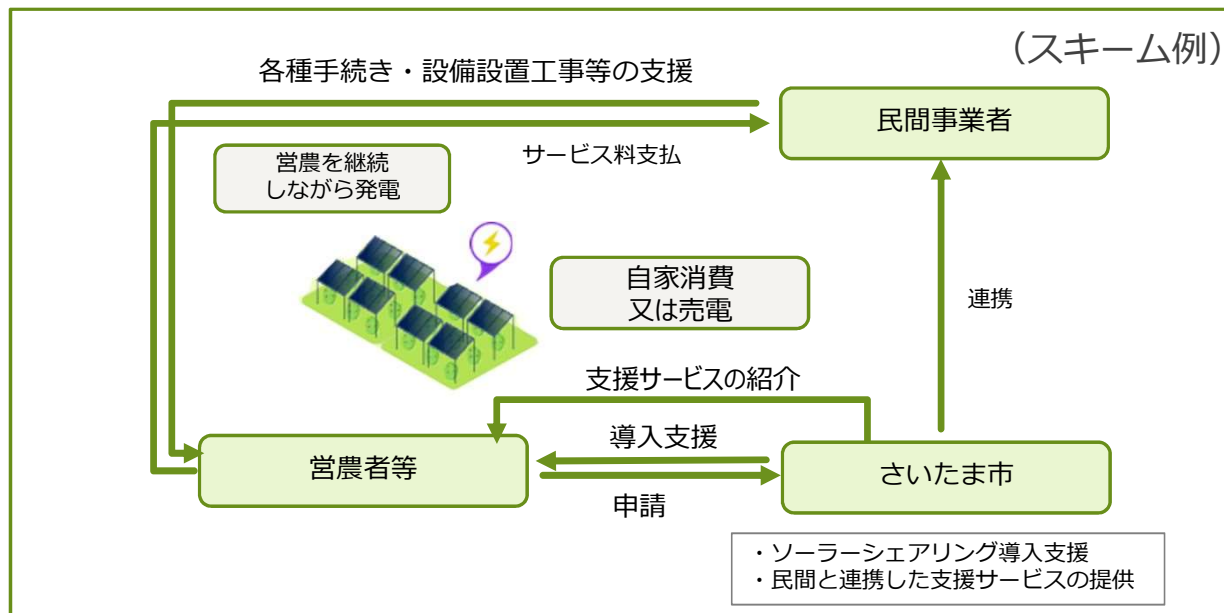 （スキーム例）
各種手続き・設備設置工事等の支援
民間事業者
サービス料支払
営農を継続
しながら発電
自家消費
又は売電
連携
支援サービスの紹介
導入支援
営農者等
さいたま市
申請
・ソーラーシェアリング導入支援
・民間と連携した支援サービスの提供